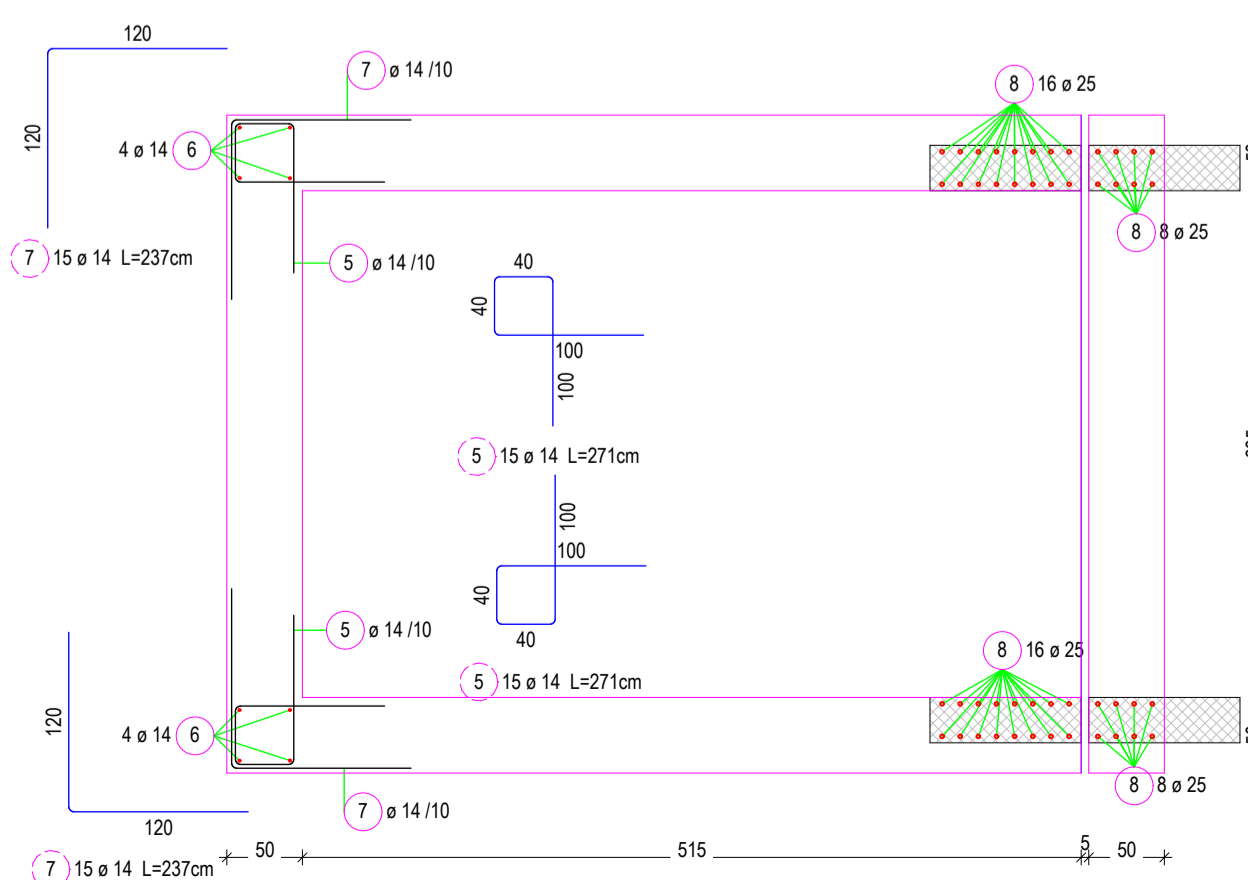 120
7 ø 14 /10
8 16 ø 25
120
4 ø 14 6
8 8 ø 25
7 15 ø 14 L=237cm
5 ø 14 /10
40
40
100
100
5 15 ø 14 L=271cm
100
100
40
40
5 ø 14 /10
8 16 ø 25
5 15 ø 14 L=271cm
120
4 ø 14 6
8 8 ø 25
7 ø 14 /10
120
50 515 5 50
7 15 ø 14 L=237cm